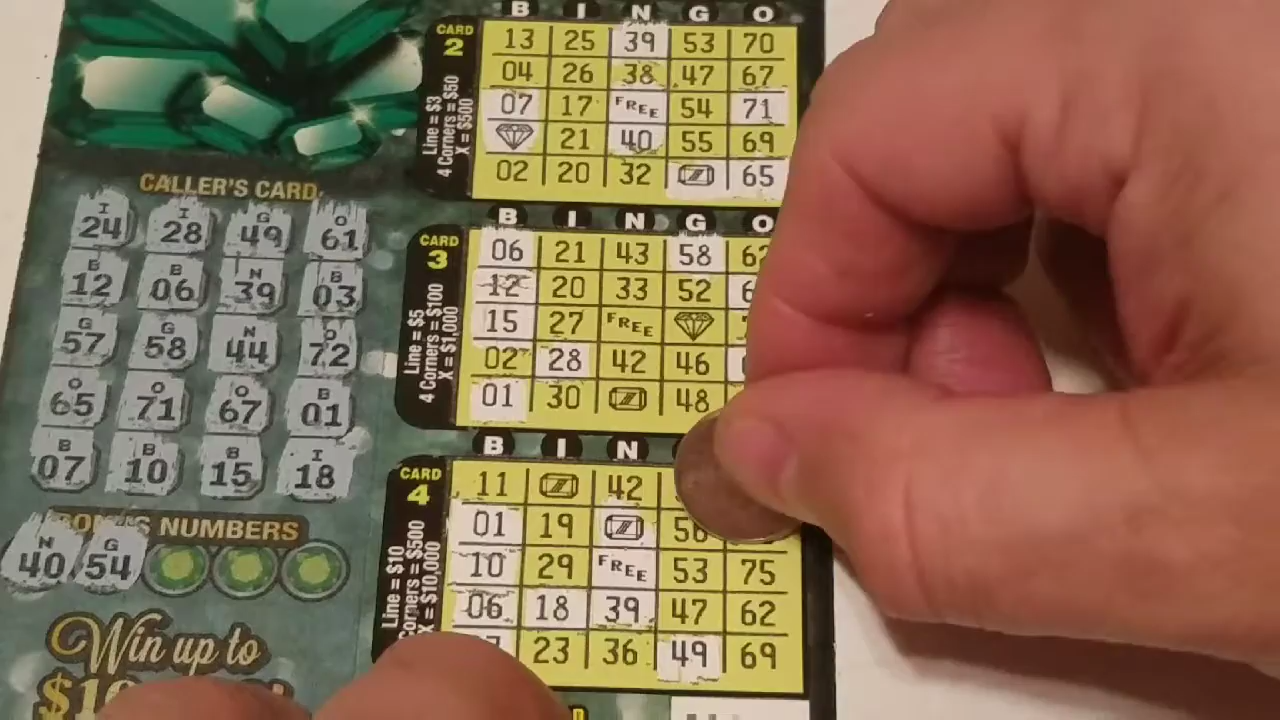 B I N G O
CARD 2
Line = $3
4 Corners = $50
X = $500
13 25 39 53 70
04 26 38 47 67
07 17 FREE 54 71
21 40 55 69
02 20 32 65
CALLER'S CARD
I 24 I 28 G 49 O 61
B 12 B 06 N 39 B 03
G 57 G 58 N 44 O 72
O 65 O 71 O 67 B 01
B 07 B 10 B 15 I 18
BONUS NUMBERS
N 40 G 54
Win up to
B I N G O
CARD 3
Line = $5
4 Corners = $100
X = $1,000
06 21 43 58 62
12 20 33 52
15 27 FREE
02 28 42 46
01 30 48
B I N
CARD 4
Line = $10
Corners = $500
X = $10,000
11 42
01 19 56
10 29 FREE 53 75
06 18 39 47 62
23 36 49 69